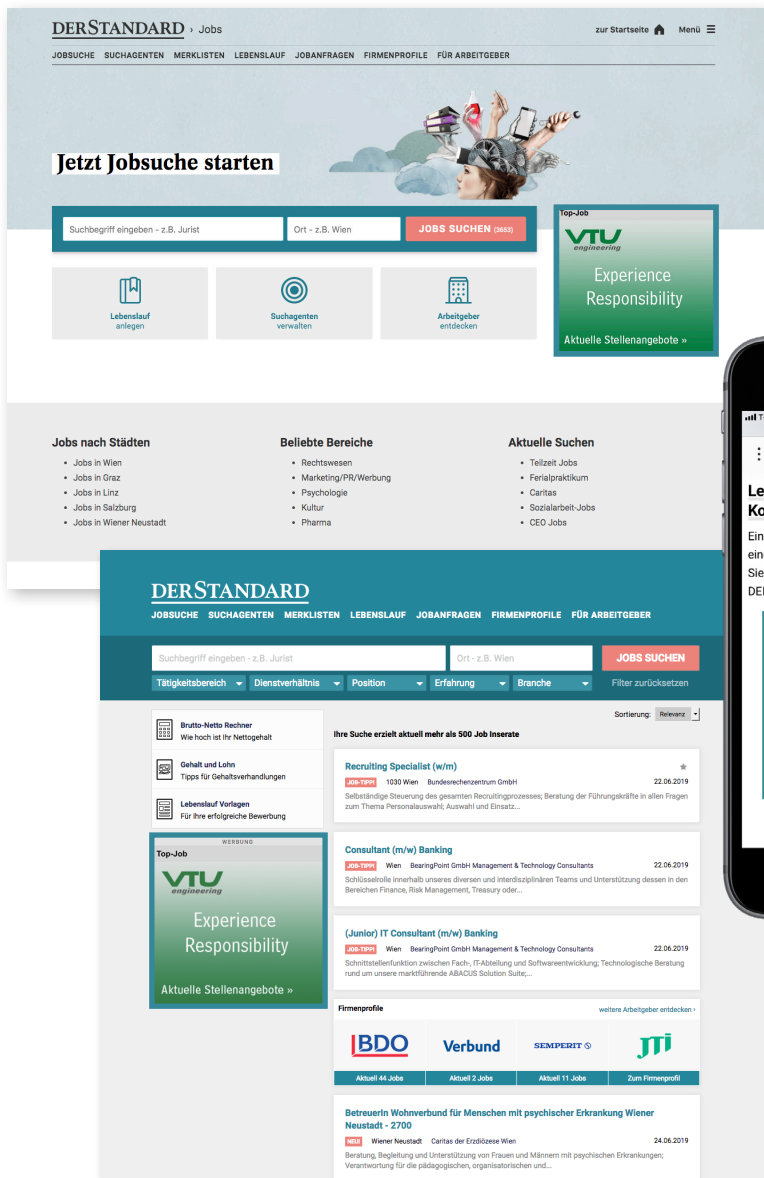 DERSTANDARD › Jobs
zur Startseite Menü
JOBSUCHE SUCHAGENTEN MERKLISTEN LEBENSLAUF JOBANFRAGEN FIRMENPROFILE FÜR ARBEITGEBER
Jetzt Jobsuche starten
Suchbegriff eingeben - z.B. Jurist
Ort - z.B. Wien
JOBS SUCHEN (3653)
Top-Job
VTU
engineering
Experience
Responsibility
Aktuelle Stellenangebote »
Lebenslauf
anlegen
Suchagenten
verwalten
Arbeitgeber
entdecken
Jobs nach Städten
• Jobs in Wien
• Jobs in Graz
• Jobs in Linz
• Jobs in Salzburg
• Jobs in Wiener Neustadt
Beliebte Bereiche
• Rechtswesen
• Marketing/PR/Werbung
• Psychologie
• Kultur
• Pharma
Aktuelle Suchen
• Teilzeit Jobs
• Ferialpraktikum
• Caritas
• Sozialarbeit-Jobs
• CEO Jobs
Le
Ko
Ein
ein
Sie
DERSTANDARD
JOBSUCHE SUCHAGENTEN MERKLISTEN LEBENSLAUF JOBANFRAGEN FIRMENPROFILE FÜR ARBEITGEBER
Suchbegriff eingeben - z.B. Jurist
Ort - z.B. Wien
JOBS SUCHEN
Tätigkeitsbereich Dienstverhältnis Position Erfahrung Branche Filter zurücksetzen
Sortierung: Relevanz
Brutto-Netto Rechner
Wie hoch ist Ihr Nettogehalt
Gehalt und Lohn
Tipps für Gehaltsverhandlungen
Lebenslauf Vorlagen
Für Ihre erfolgreiche Bewerbung
WERBUNG
Top-Job
VTU
engineering
Experience
Responsibility
Aktuelle Stellenangebote »
Ihre Suche erzielt aktuell mehr als 500 Job Inserate
Recruiting Specialist (w/m)
JOB-TIPP! 1030 Wien Bundesrechenzentrum GmbH 22.06.2019
Selbständige Steuerung des gesamten Recruitingprozesses; Beratung der Führungskräfte in allen Fragen
zum Thema Personalauswahl; Auswahl und Einsatz...
Consultant (m/w) Banking
JOB-TIPP! Wien BearingPoint GmbH Management & Technology Consultants 22.06.2019
Schlüsselrolle innerhalb unseres diversen und interdisziplinären Teams und Unterstützung dessen in den
Bereichen Finance, Risk Management, Treasury oder...
(Junior) IT Consultant (m/w) Banking
JOB-TIPP! Wien BearingPoint GmbH Management & Technology Consultants 22.06.2019
Schnittstellenfunktion zwischen Fach-, IT-Abteilung und Softwareentwicklung; Technologische Beratung
rund um unsere marktführende ABACUS Solution Suite;...
Firmenprofile weitere Arbeitgeber entdecken ›
BDO Verbund SEMPERIT JTi
Aktuell 44 Jobs Aktuell 2 Jobs Aktuell 11 Jobs Zum Firmenprofil
BetreuerIn Wohnverbund für Menschen mit psychischer Erkrankung Wiener
Neustadt - 2700
NEU! Wiener Neustadt Caritas der Erzdiözese Wien 24.06.2019
Beratung, Begleitung und Unterstützung von Frauen und Männern mit psychischen Erkrankungen;
Verantwortung für die pädagogischen, organisatorischen und...